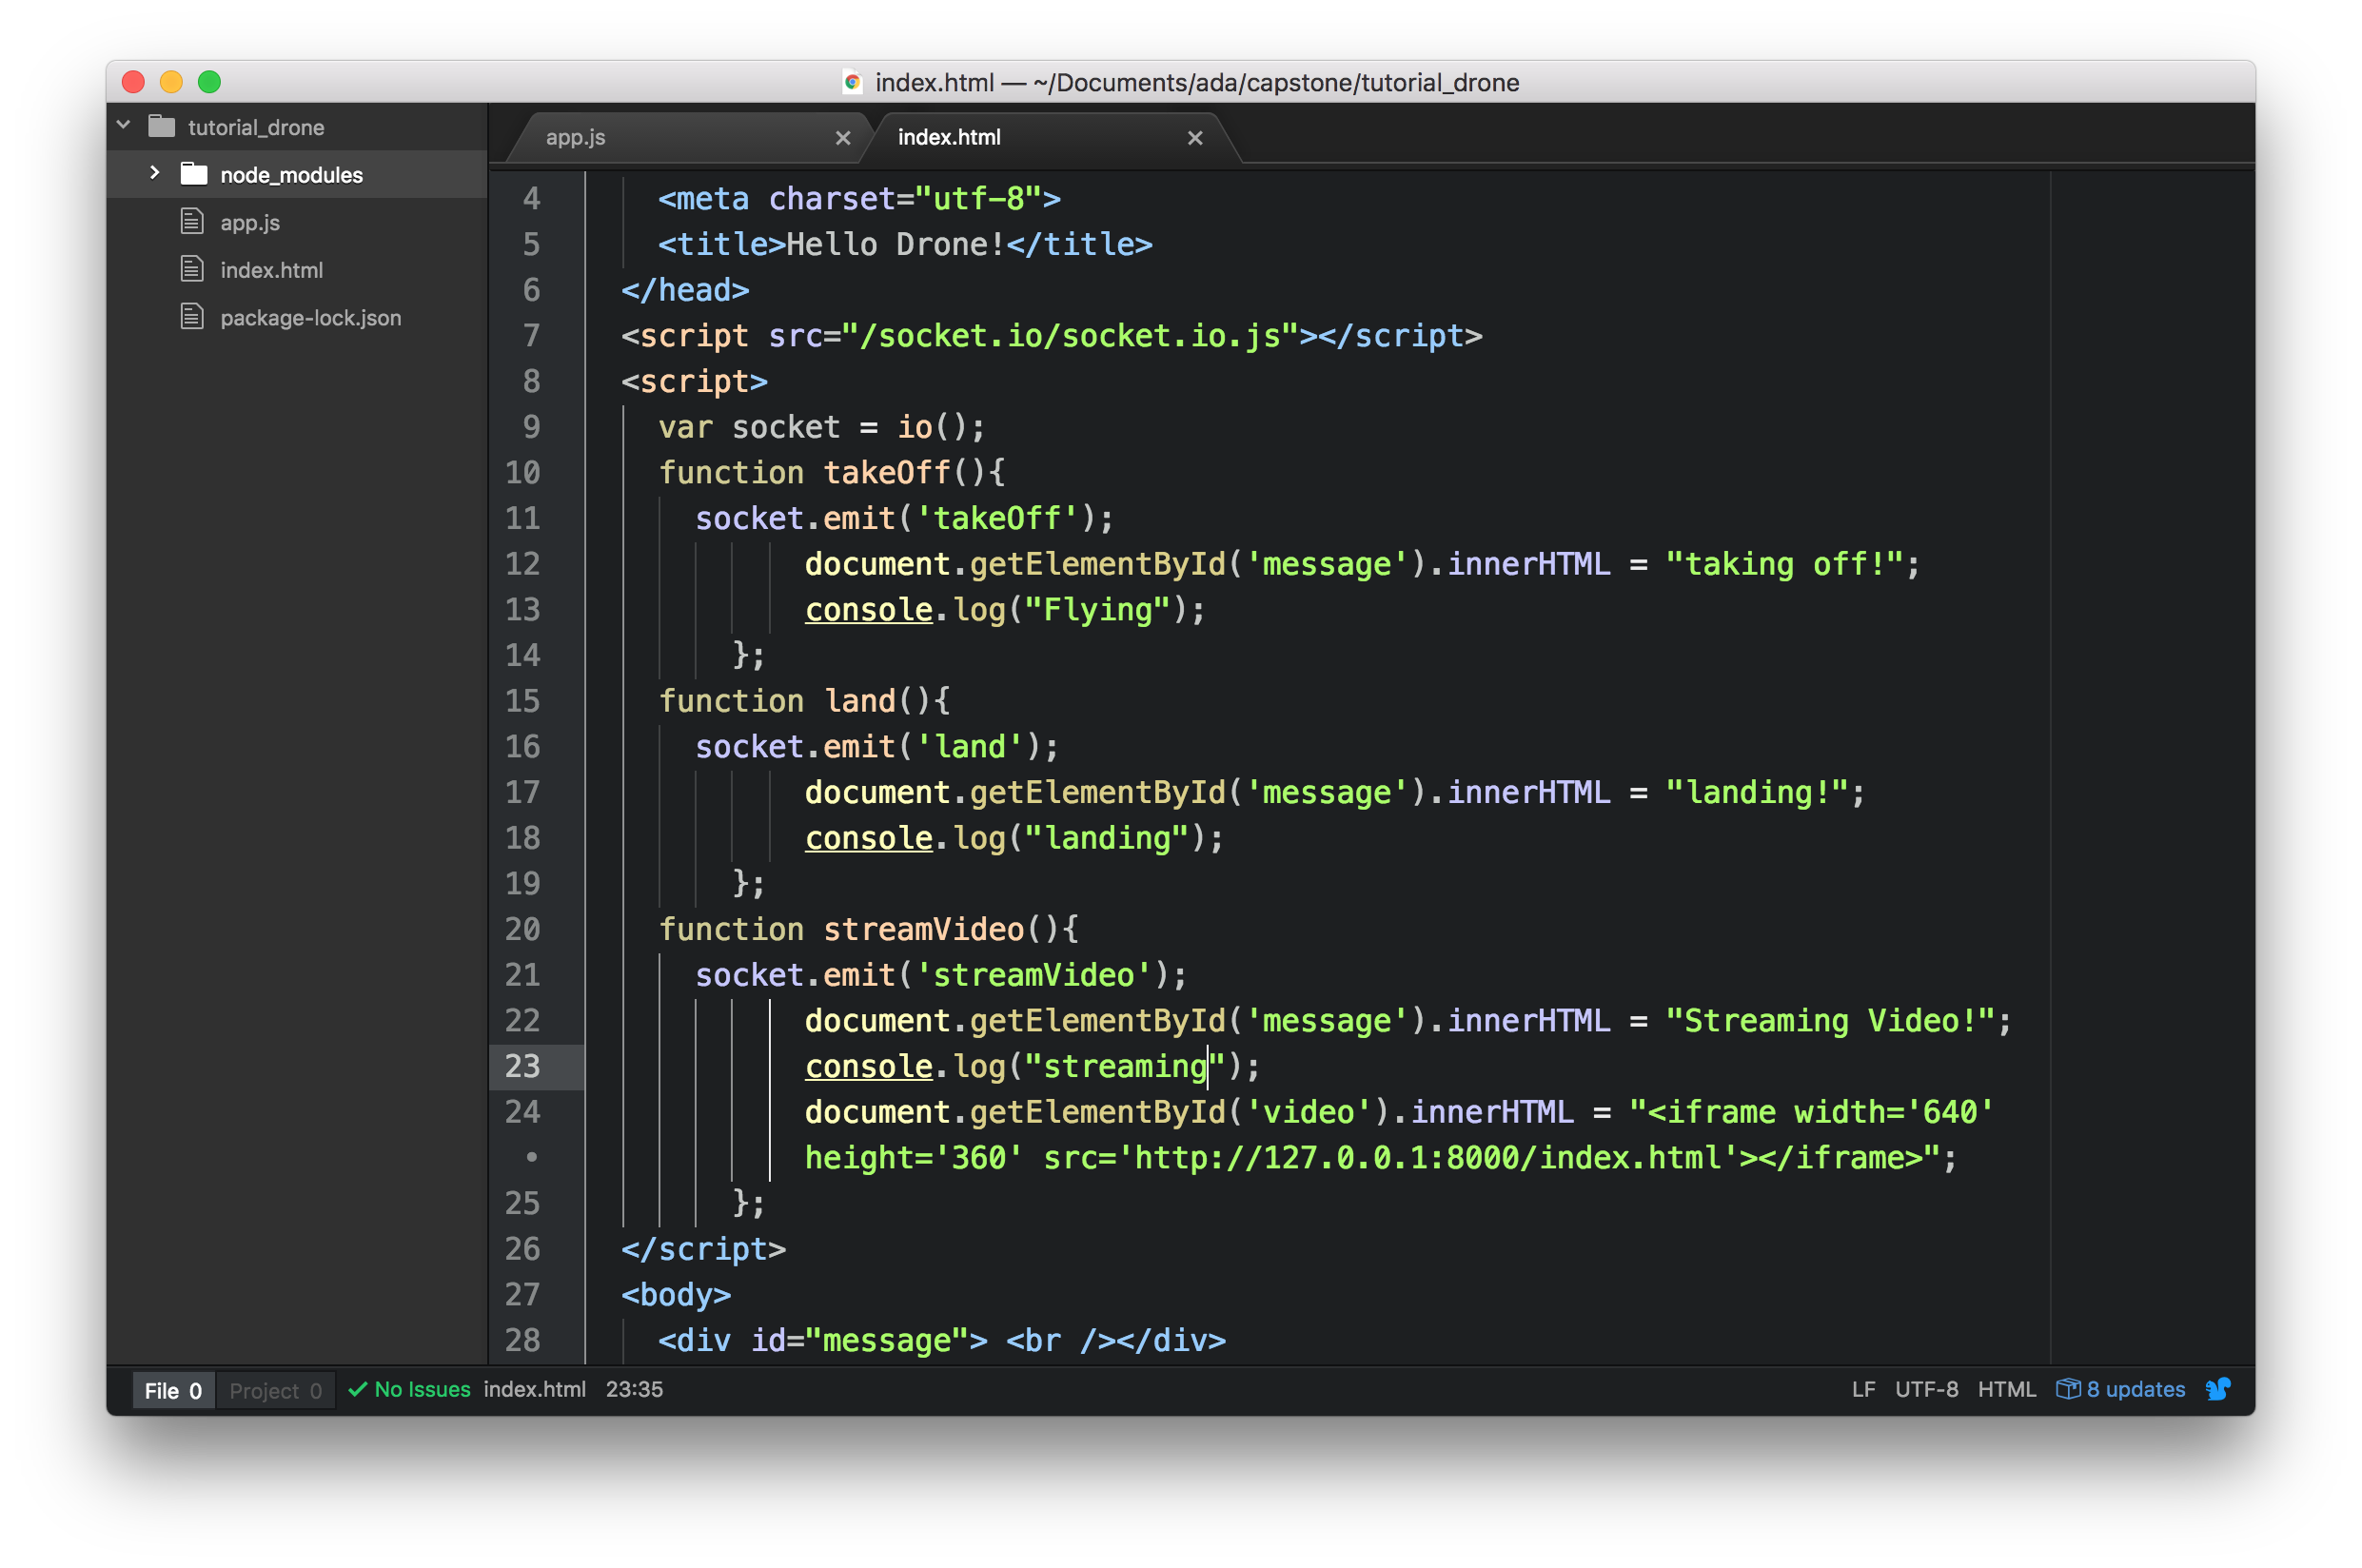 index.html — ~/Documents/ada/capstone/tutorial_drone
tutorial_drone
node_modules
app.js
index.html
package-lock.json
app.js
index.html
4 <meta charset="utf-8">
5 <title>Hello Drone!</title>
6 </head>
7 <script src="/socket.io/socket.io.js"></script>
8 <script>
9 var socket = io();
10 function takeOff(){
11 socket.emit('takeOff');
12 document.getElementById('message').innerHTML = "taking off!";
13 console.log("Flying");
14 };
15 function land(){
16 socket.emit('land');
17 document.getElementById('message').innerHTML = "landing!";
18 console.log("landing");
19 };
20 function streamVideo(){
21 socket.emit('streamVideo');
22 document.getElementById('message').innerHTML = "Streaming Video!";
23 console.log("streaming");
24 document.getElementById('video').innerHTML = "<iframe width='640'
• height='360' src='http://127.0.0.1:8000/index.html'></iframe>";
25 };
26 </script>
27 <body>
28 <div id="message"> <br /></div>
File 0 Project 0 No Issues index.html 23:35 LF UTF-8 HTML 8 updates